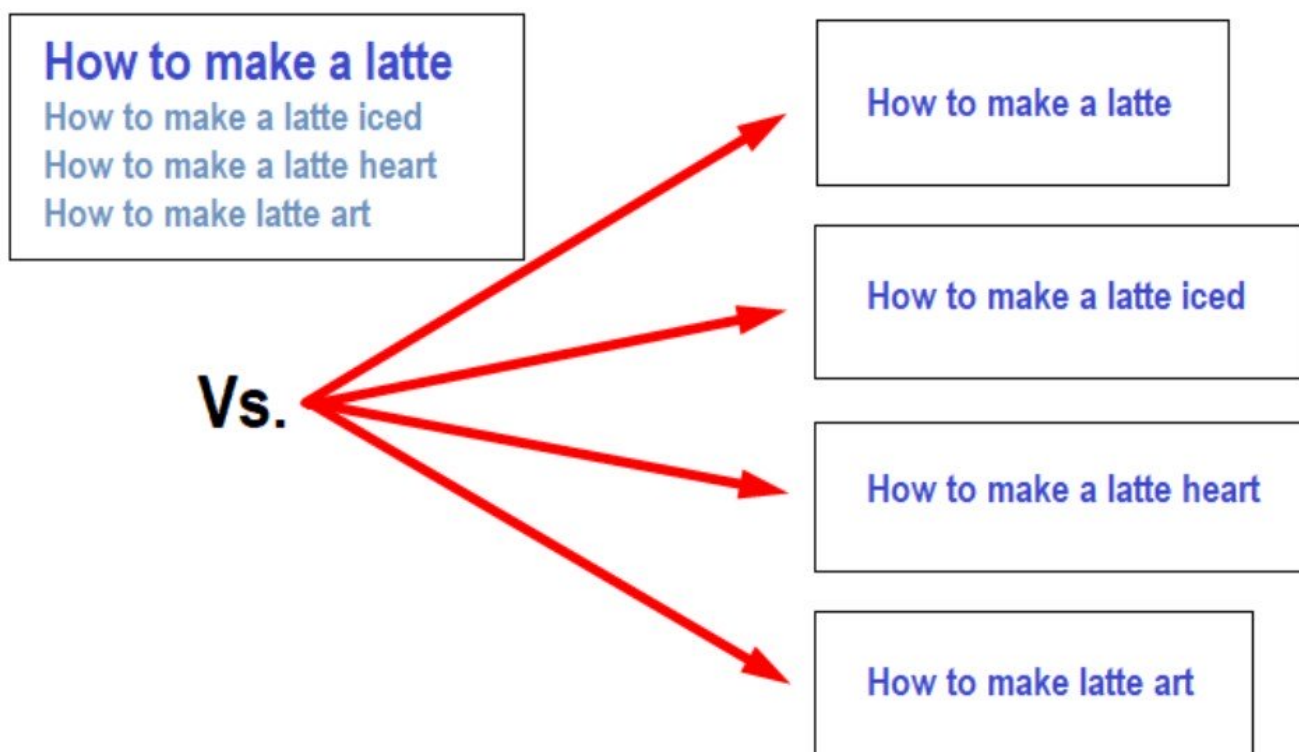 How to make a latte
How to make a latte iced
How to make a latte heart
How to make latte art
Vs.
How to make a latte
How to make a latte iced
How to make a latte heart
How to make latte art